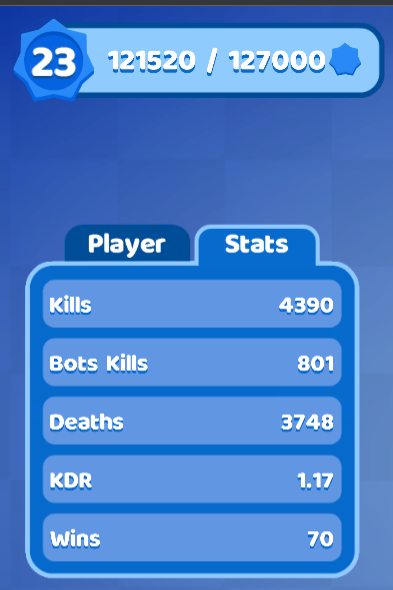 23 121520 / 127000
Player Stats
Kills 4390
Bots Kills 801
Deaths 3748
KDR 1.17
Wins 70